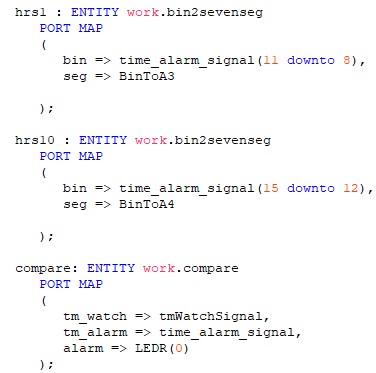 hrs1 : ENTITY work.bin2sevenseg
PORT MAP
(
bin => time_alarm_signal(11 downto 8),
seg => BinToA3
);
hrs10 : ENTITY work.bin2sevenseg
PORT MAP
(
bin => time_alarm_signal(15 downto 12),
seg => BinToA4
);
compare: ENTITY work.compare
PORT MAP
(
tm_watch => tmWatchSignal,
tm_alarm => time_alarm_signal,
alarm => LEDR(0)
);